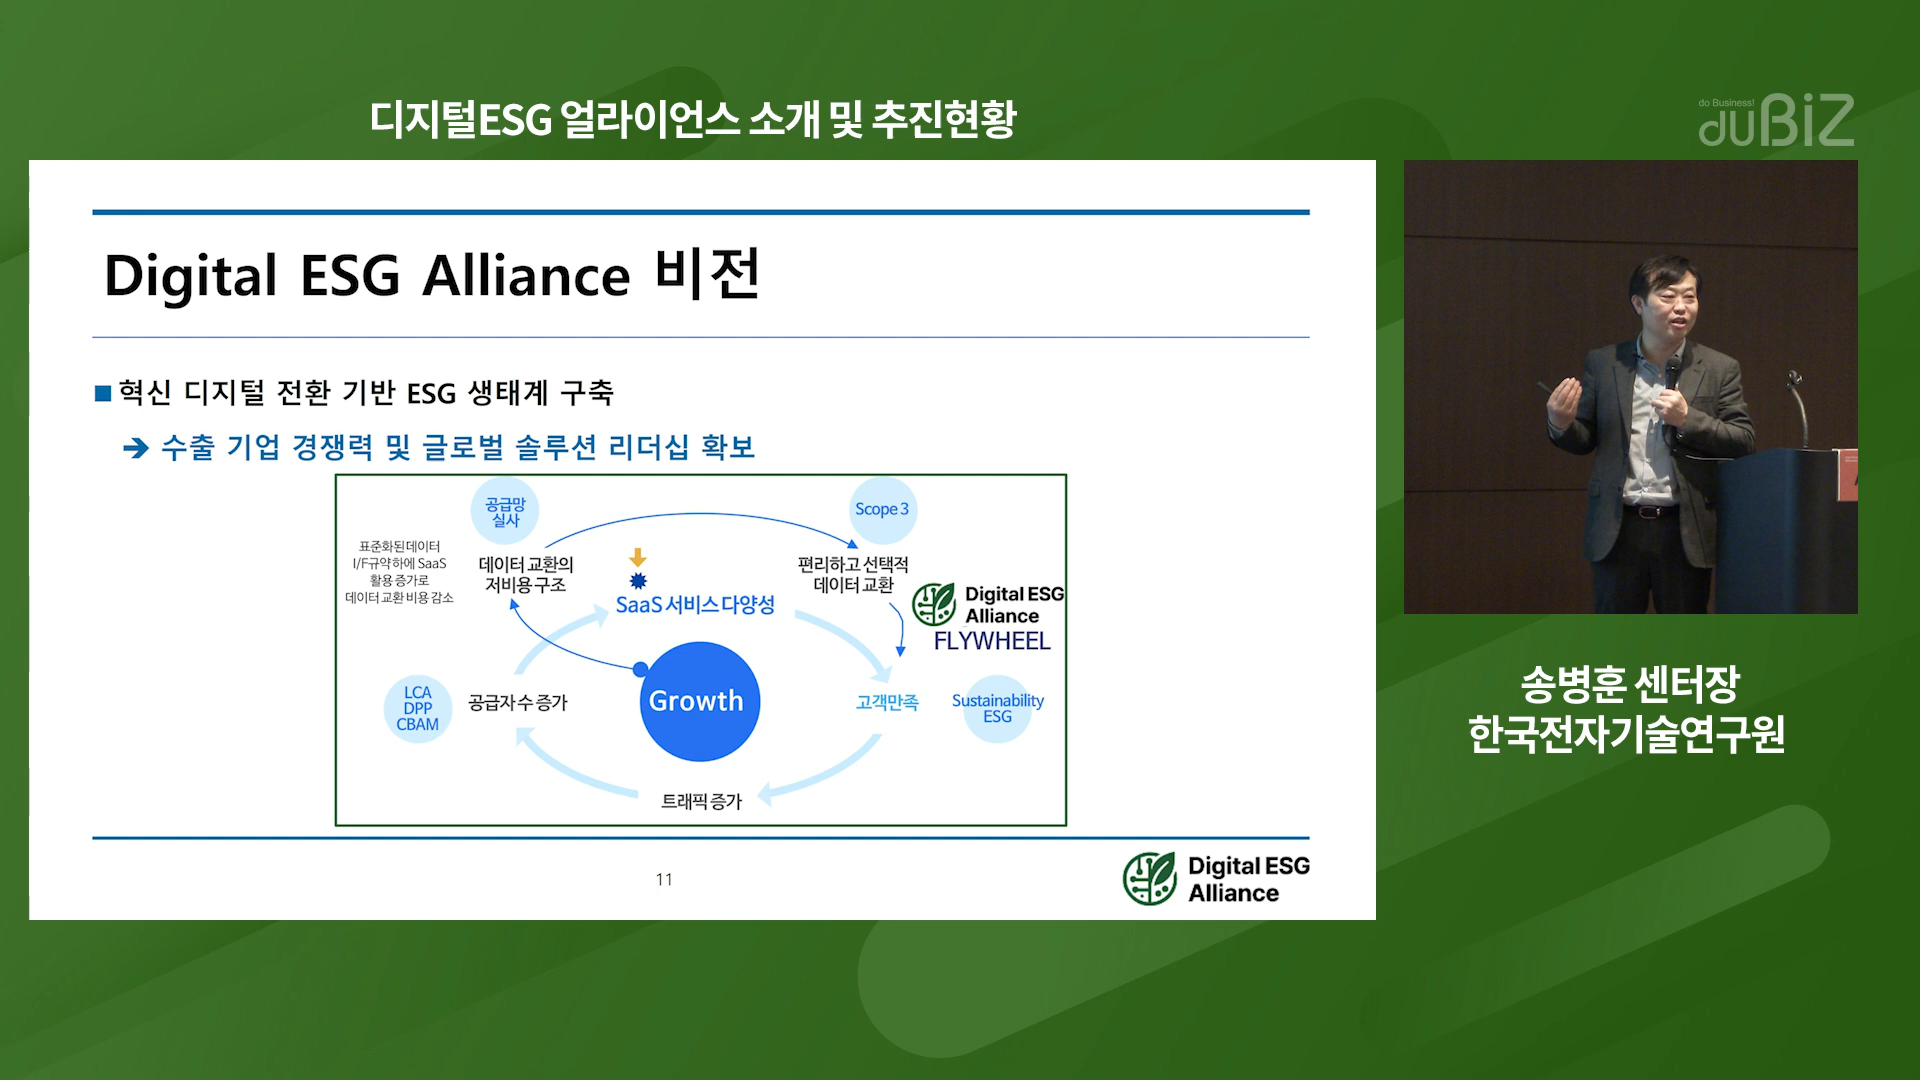 디지털ESG 얼라이언스 소개 및 추진현황
do Business!
duBiZ
Digital ESG Alliance 비전
혁신 디지털 전환 기반 ESG 생태계 구축
➔ 수출 기업 경쟁력 및 글로벌 솔루션 리더십 확보
공급망
실사
Scope 3
표준화된데이터
I/F규약하에 SaaS
활용증가로
데이터 교환 비용 감소
데이터 교환의
저비용 구조
SaaS 서비스 다양성
편리하고 선택적
데이터 교환
Digital ESG
Alliance
FLYWHEEL
LCA
DPP
CBAM
공급자 수 증가
Growth
고객만족
Sustainability
ESG
트래픽 증가
11
Digital ESG
Alliance
송병훈 센터장
한국전자기술연구원